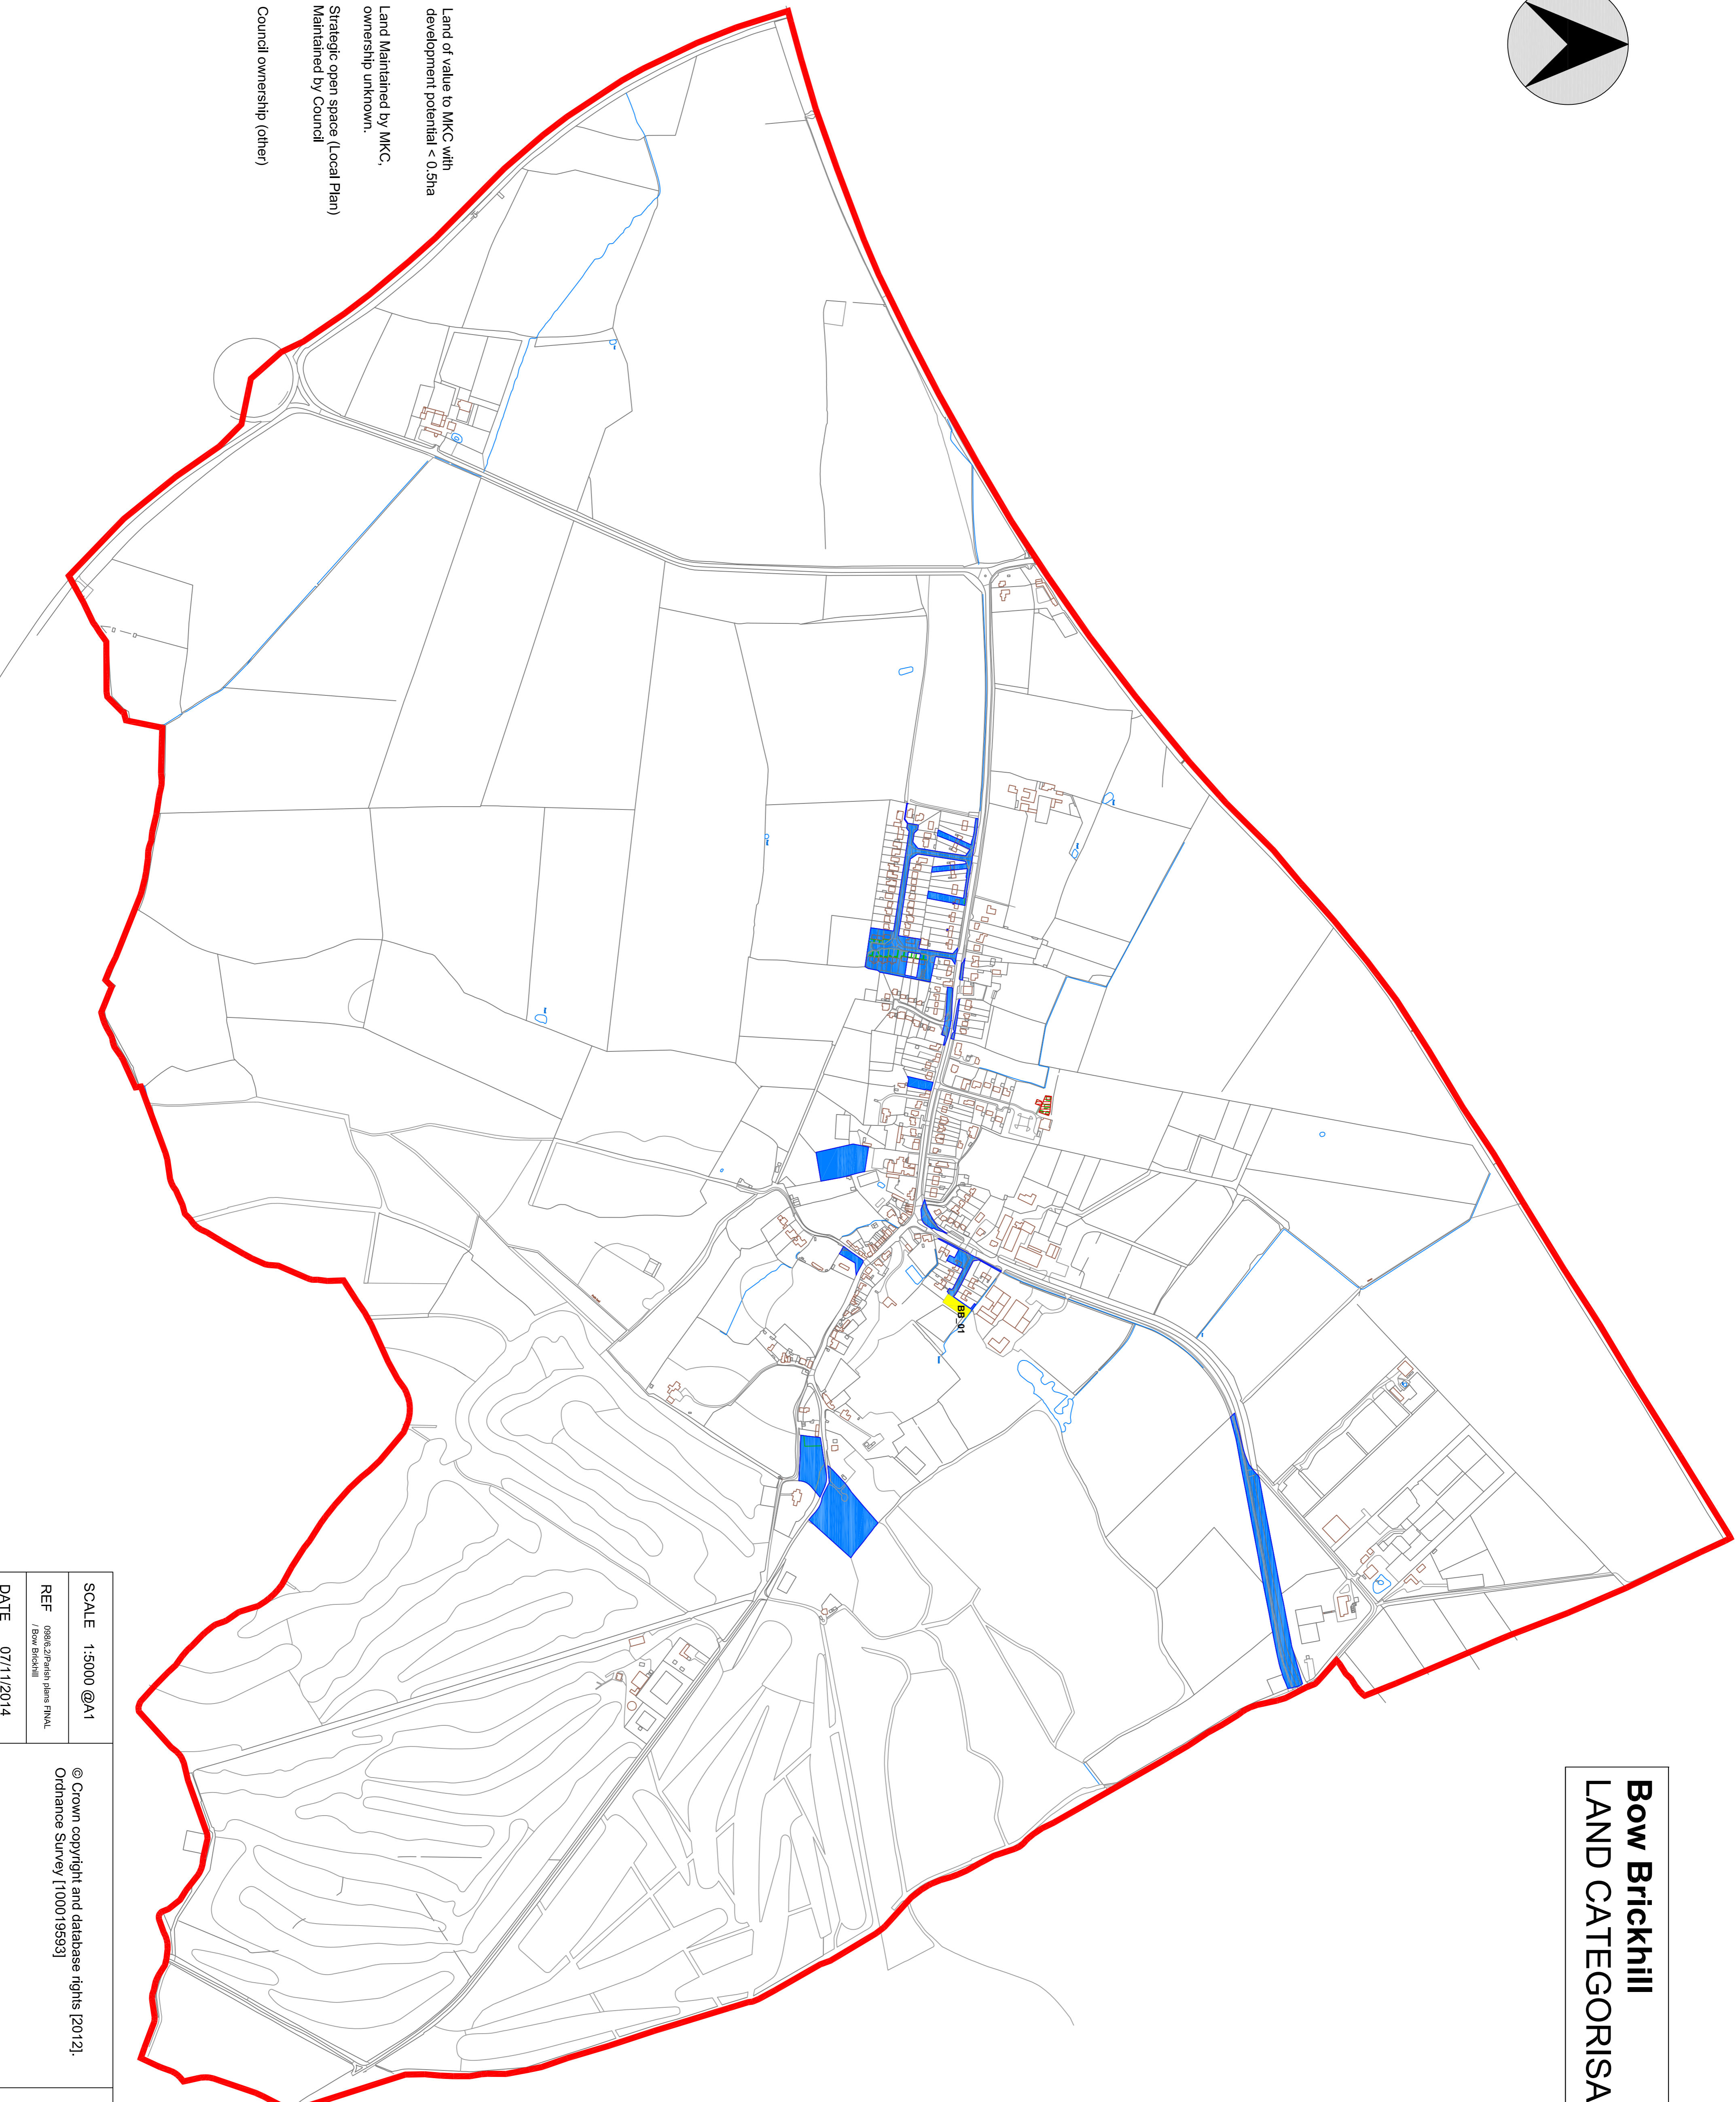 Bow Brickhill
LAND CATEGORISA
Land of value to MKC with
development potential < 0.5ha
Land Maintained by MKC,
ownership unknown.
Strategic open space (Local Plan)
Maintained by Council
Council ownership (other)
BB_01
SCALE 1:5000 @A1
REF 098/6.2/Parish plans FINAL
/ Bow Brickhill
DATE 07/11/2014
© Crown copyright and database rights [2012].
Ordnance Survey [100019593]